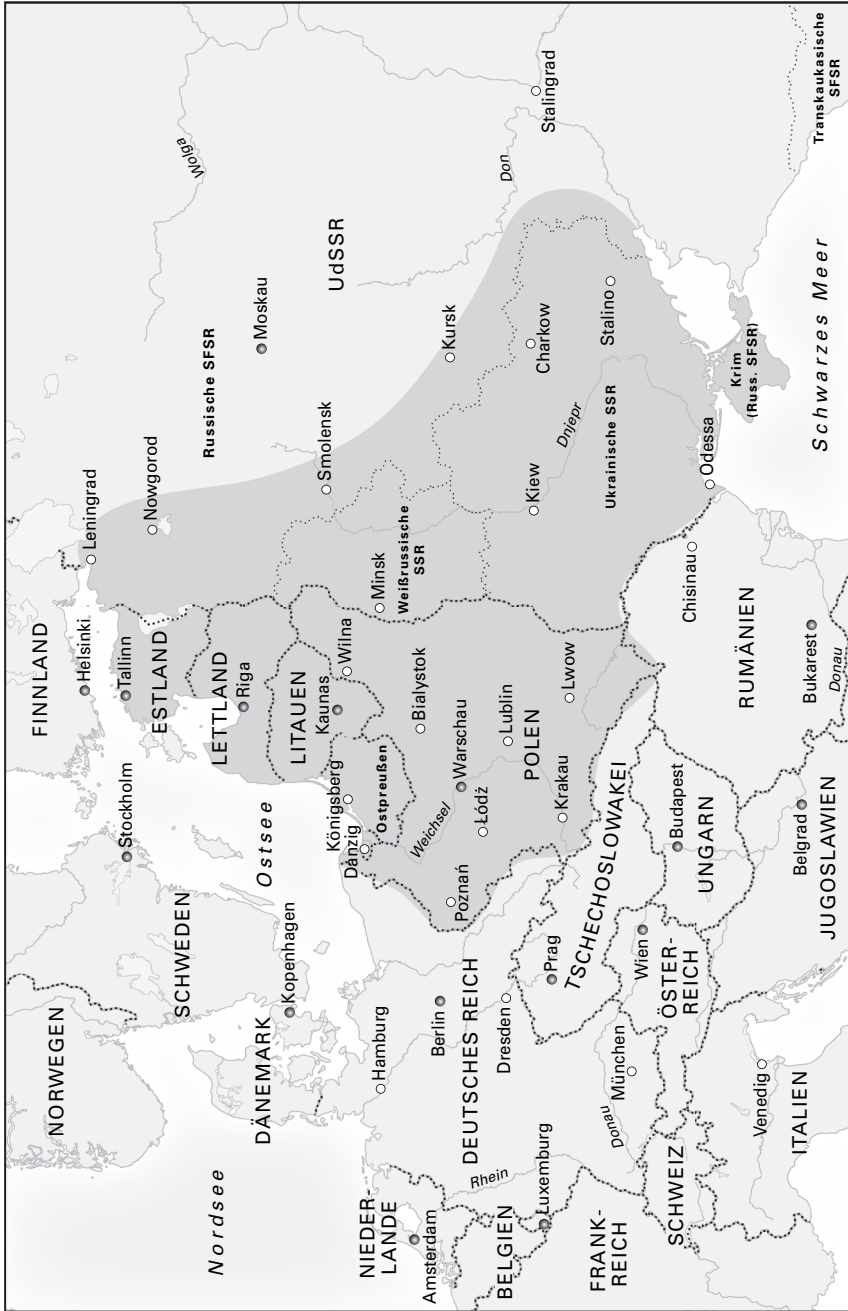 NORWEGEN
SCHWEDEN
FINNLAND
Stockholm
Helsinki
Leningrad
Tallinn
ESTLAND
Nowgorod
Wolga
Nordsee
DÄNEMARK
Kopenhagen
Ostsee
LETTLAND
Riga
Russische SFSR
Moskau
LITAUEN
Kaunas
Wilna
Smolensk
UdSSR
Königsberg
Danzig
Ostpreußen
Hamburg
Minsk
Weißrussische
SSR
NIEDER-
LANDE
Amsterdam
Berlin
DEUTSCHES REICH
Poznań
Weichsel
Warschau
Bialystok
Kursk
Łódź
Lublin
POLEN
Rhein
BELGIEN
Luxemburg
Dresden
Prag
Krakau
Lwow
Kiew
Charkow
Don
Stalingrad
Dnjepr
Stalino
Ukrainische SSR
TSCHECHOSLOWAKEI
FRANK-
REICH
Donau
München
Wien
ÖSTER-
REICH
Budapest
UNGARN
SCHWEIZ
Chisinau
Odessa
Krim
(Russ. SFSR)
RUMÄNIEN
Venedig
ITALIEN
Belgrad
JUGOSLAWIEN
Bukarest
Donau
Schwarzes Meer
Transkaukasische
SFSR